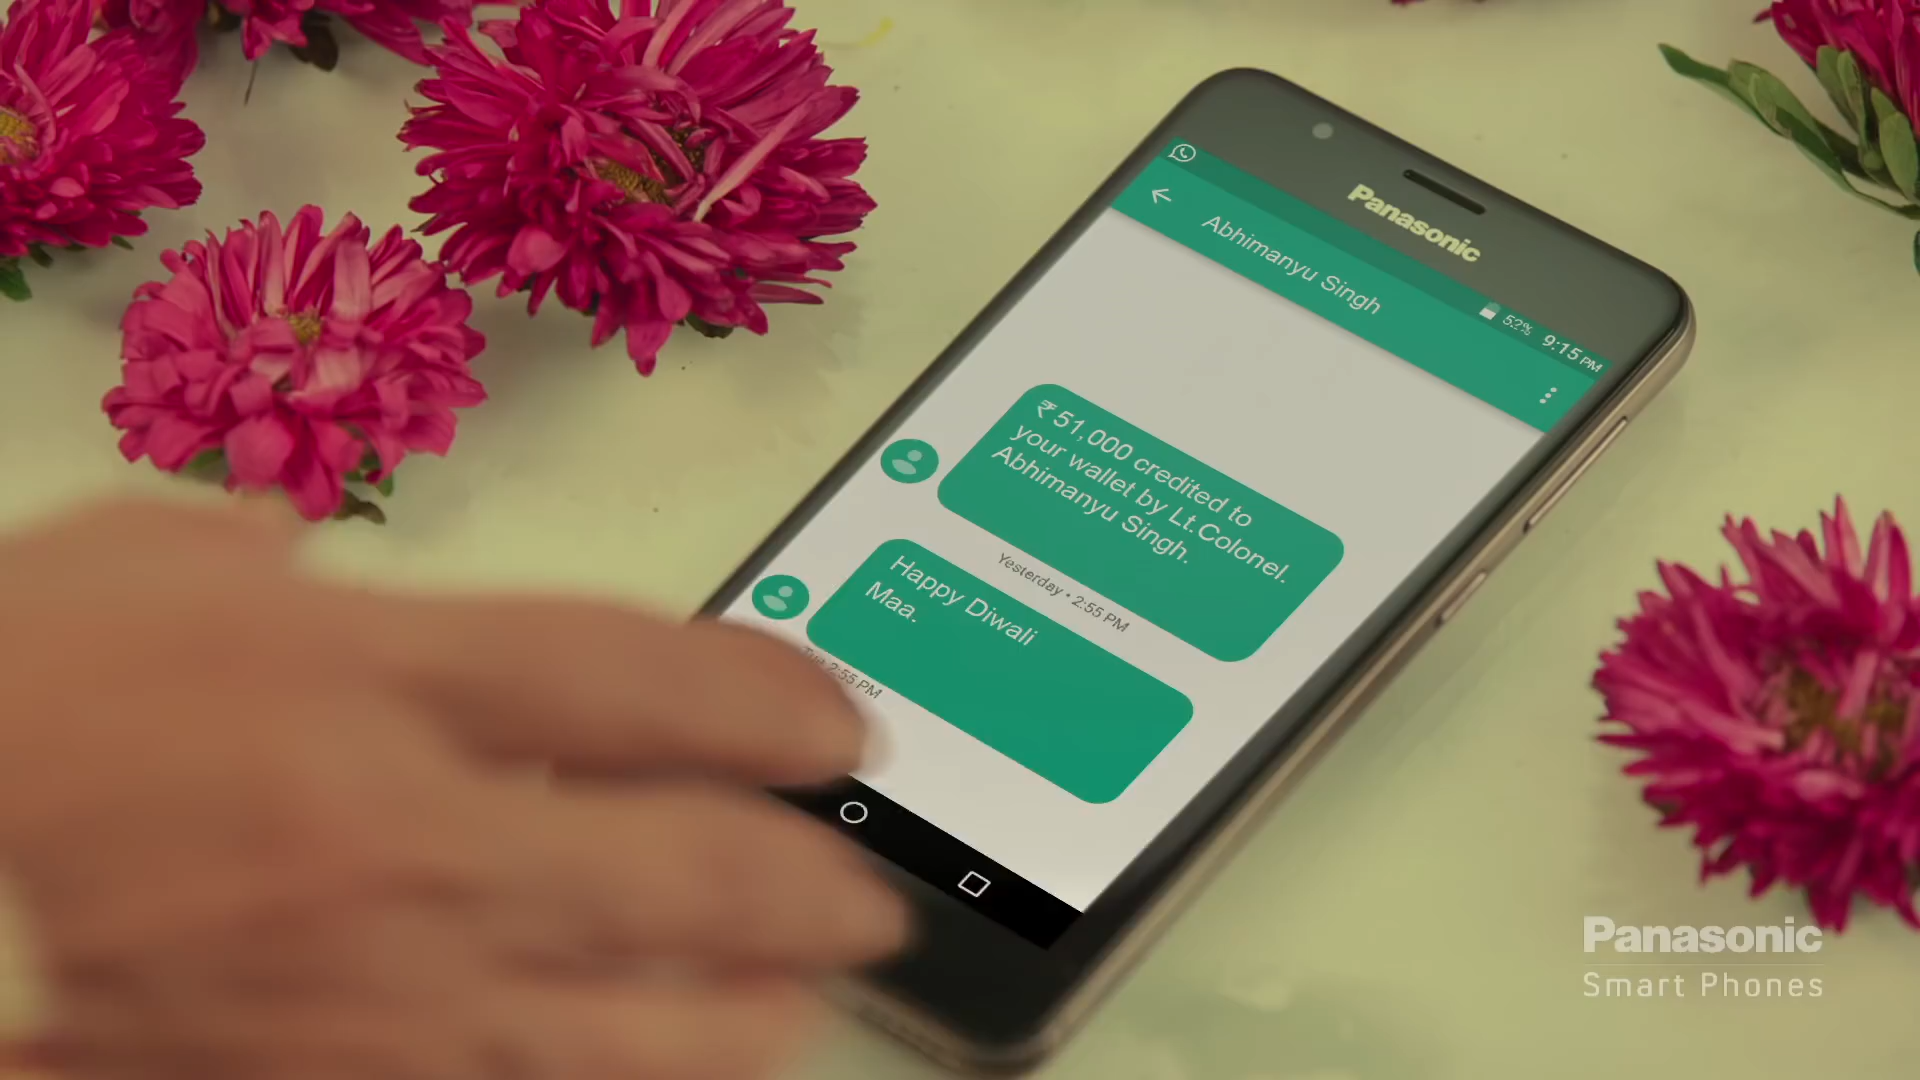 Panasonic
52% 9:15 PM
Abhimanyu Singh
₹ 51,000 credited to
your wallet by Lt.Colonel.
Abhimanyu Singh.
Yesterday • 2:55 PM
Happy Diwali
Maa.
Tue 2:55 PM
Panasonic
Smart Phones